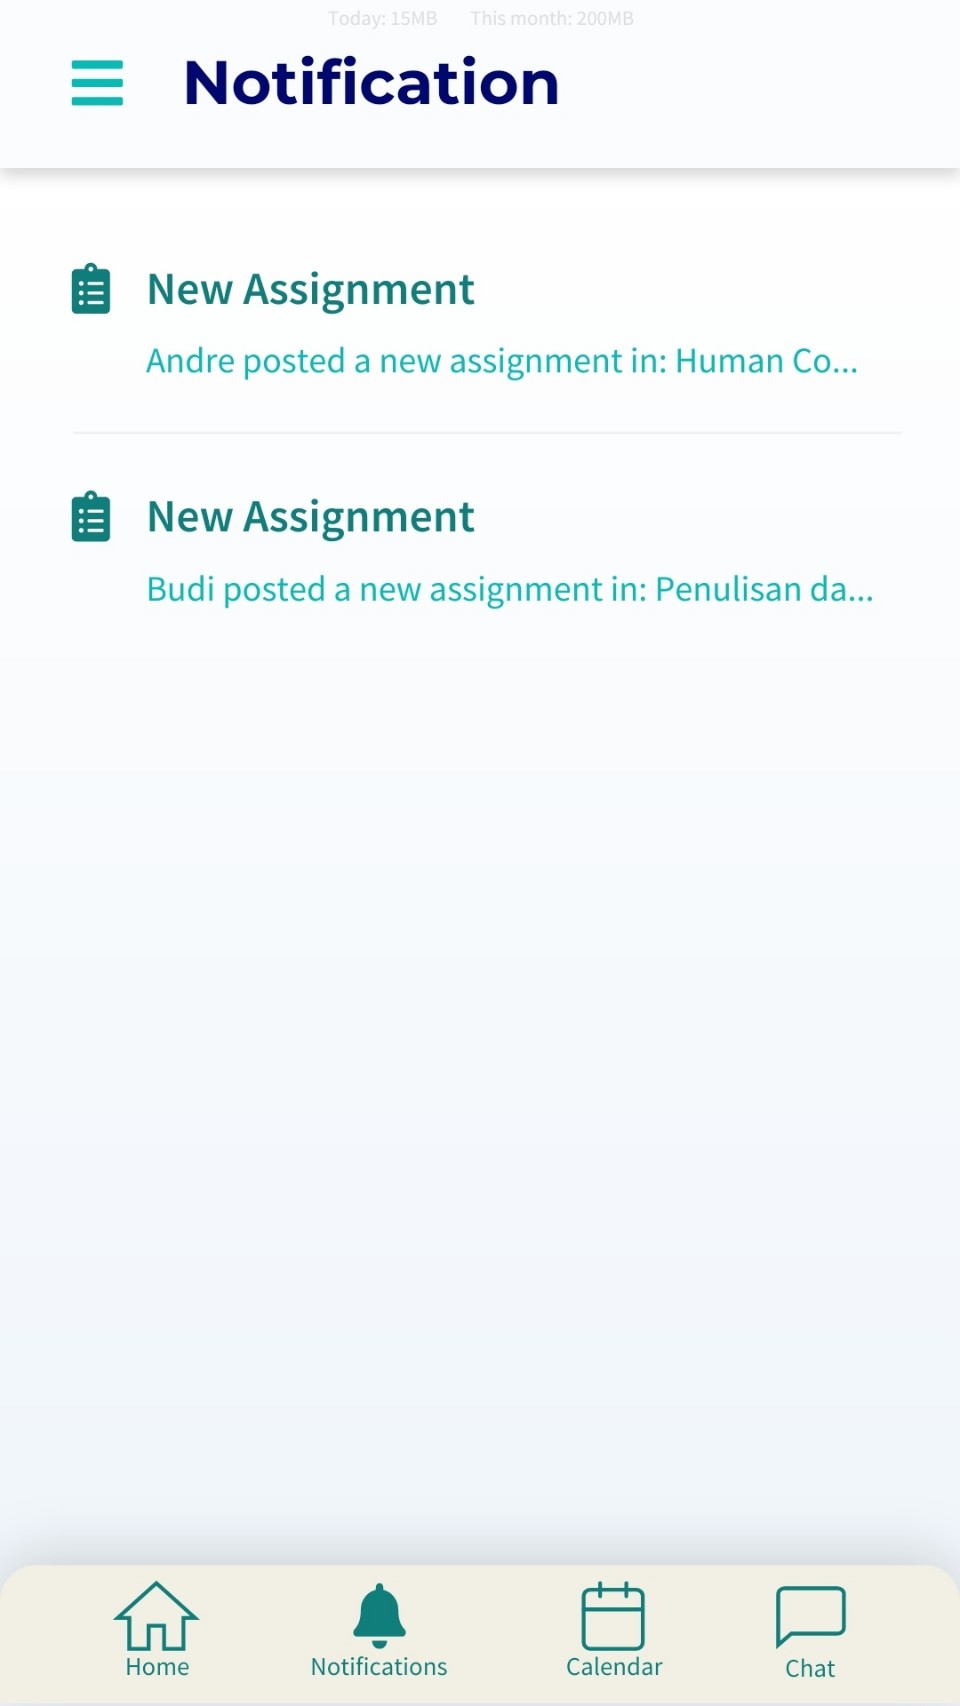 Today: 15MB This month: 200MB
Notification
New Assignment
Andre posted a new assignment in: Human Co...
New Assignment
Budi posted a new assignment in: Penulisan da...
Home Notifications Calendar Chat